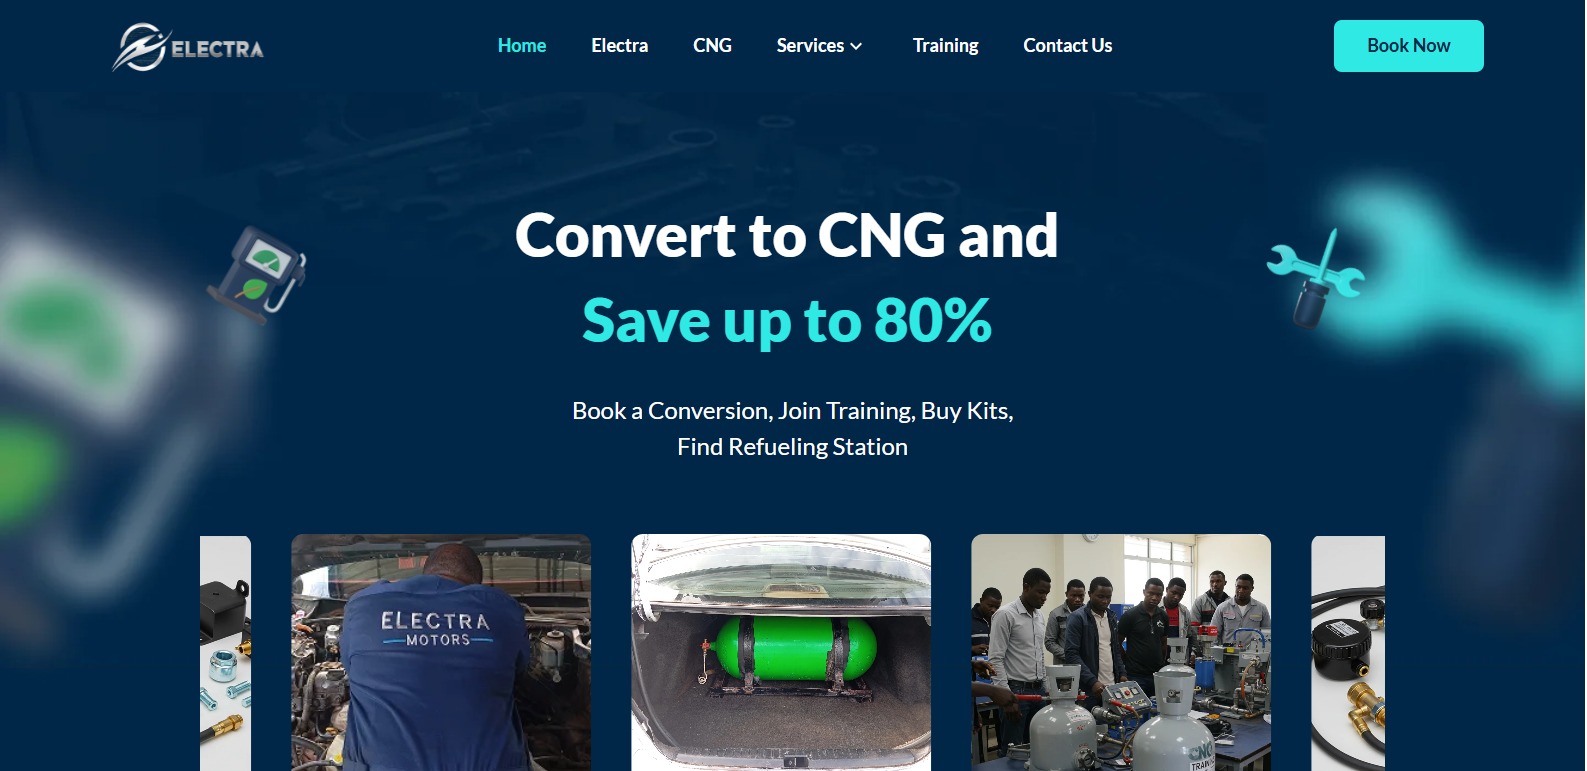 ELECTRA
Home
Electra
CNG
Services
Training
Contact Us
Book Now
Convert to CNG and
Save up to 80%
Book a Conversion, Join Training, Buy Kits,
Find Refueling Station
ELECTRA
MOTORS
CNG